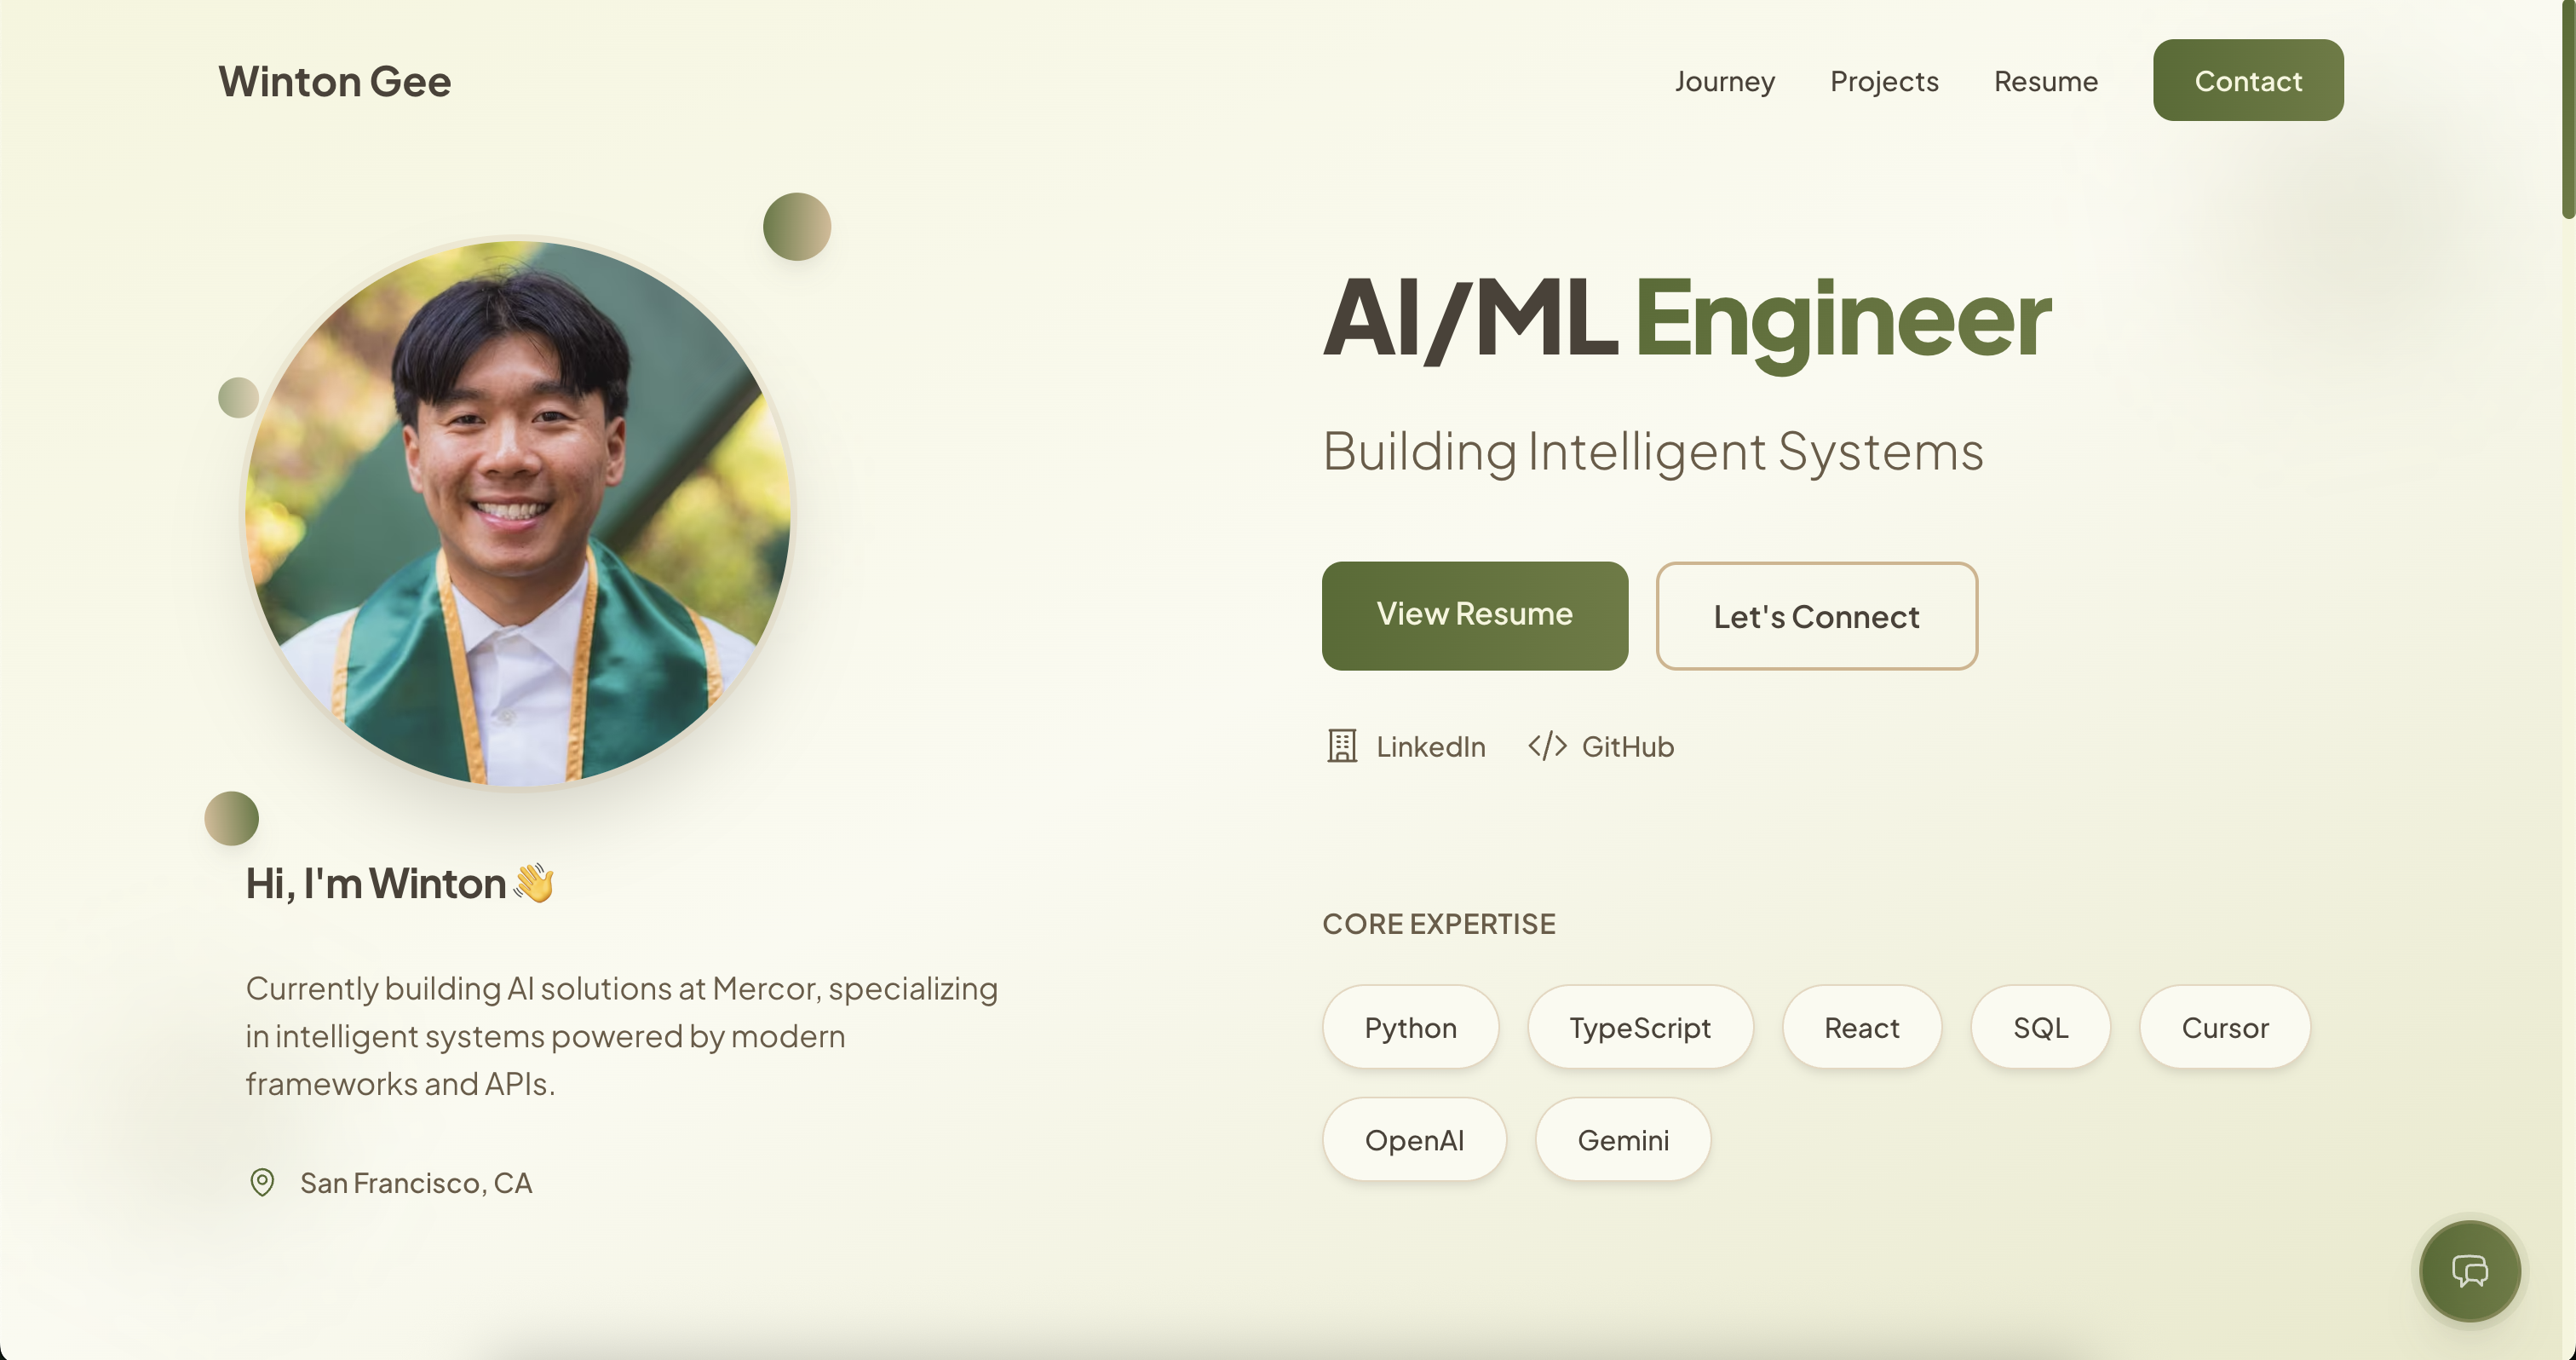 Winton Gee
Journey
Projects
Resume
Contact
AI/ML Engineer
Building Intelligent Systems
View Resume
Let's Connect
LinkedIn
GitHub
Hi, I'm Winton 👋
Currently building AI solutions at Mercor, specializing
in intelligent systems powered by modern
frameworks and APIs.
San Francisco, CA
CORE EXPERTISE
Python
TypeScript
React
SQL
Cursor
OpenAI
Gemini